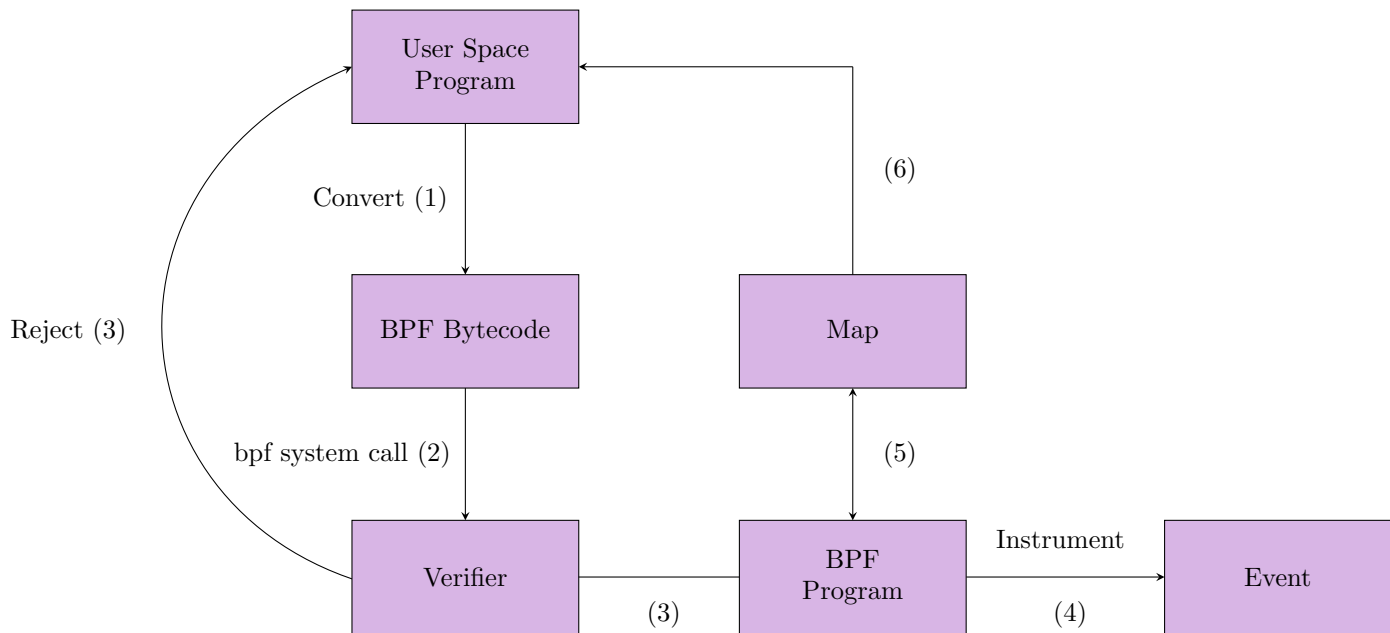 User Space
Program
Convert (1)
(6)
Reject (3)
BPF Bytecode
Map
bpf system call (2)
(5)
Verifier
(3)
BPF
Program
Instrument
(4)
Event